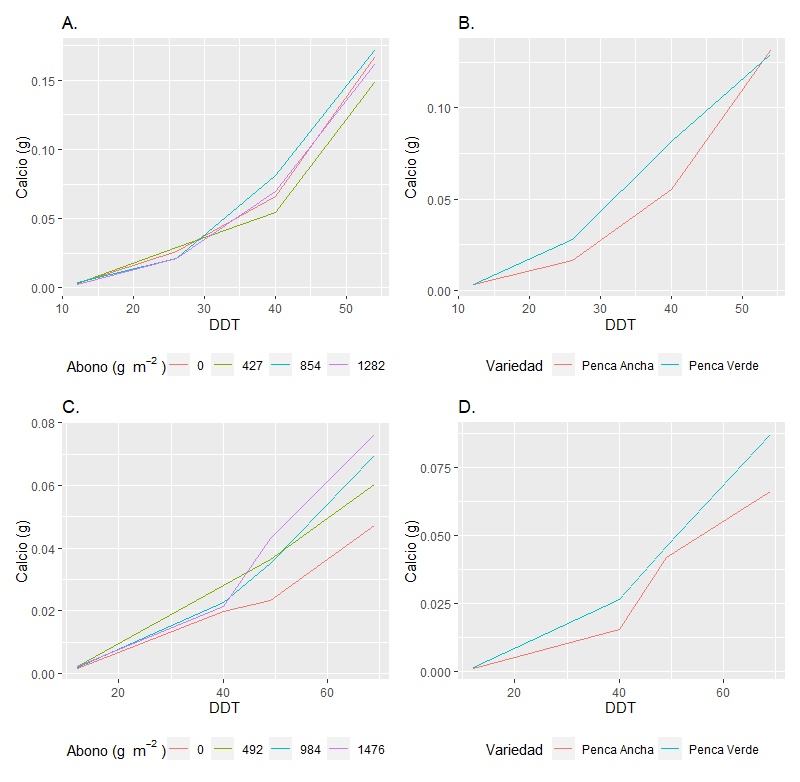 A.
Calcio (g)
0.15
0.10
0.05
0.00
10 20 30 40 50
DDT
Abono (g m⁻²) 0 427 854 1282
B.
Calcio (g)
0.10
0.05
0.00
10 20 30 40 50
DDT
Variedad Penca Ancha Penca Verde
C.
Calcio (g)
0.08
0.06
0.04
0.02
0.00
20 40 60
DDT
Abono (g m⁻²) 0 492 984 1476
D.
Calcio (g)
0.075
0.050
0.025
0.000
20 40 60
DDT
Variedad Penca Ancha Penca Verde